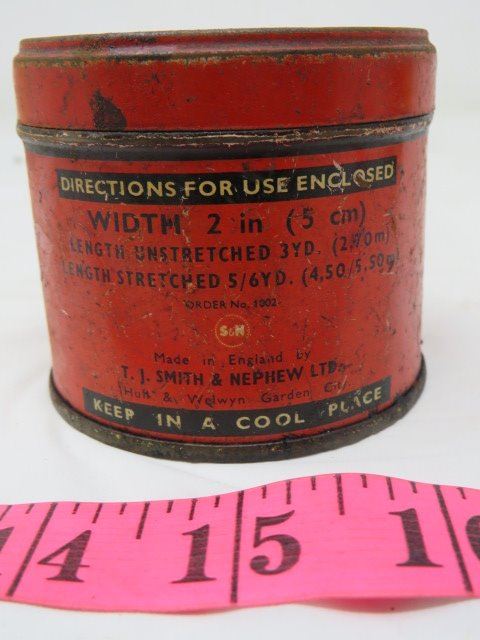 DIRECTIONS FOR USE ENCLOSED
WIDTH 2 in (5 cm)
LENGTH UNSTRETCHED 3YD. (2,70m)
LENGTH STRETCHED 5/6YD. (4,50/5,50m)
ORDER No. 1002
S&N
Made in England by
T. J. SMITH & NEPHEW LTD.
Hull & Welwyn Garden City
KEEP IN A COOL PLACE
14 15 16